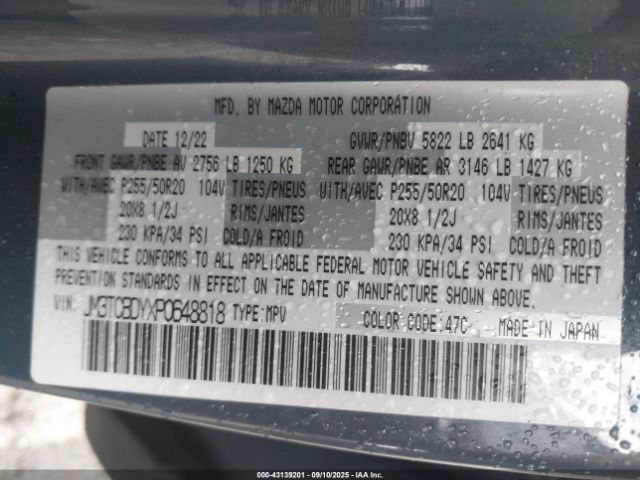 MFD. BY MAZDA MOTOR CORPORATION
DATE 12/22 GVWR/PNBV 5822 LB 2641 KG
FRONT GAWR/PNBE AV 2756 LB 1250 KG REAR GAWR/PNBE AR 3146 LB 1427 KG
WITH/AVEC P255/50R20 104V TIRES/PNEUS WITH/AVEC P255/50R20 104V TIRES/PNEUS
20X8 1/2J RIMS/JANTES 20X8 1/2J RIMS/JANTES
230 KPA/34 PSI COLD/A FROID 230 KPA/34 PSI COLD/A FROID
THIS VEHICLE CONFORMS TO ALL APPLICABLE FEDERAL MOTOR VEHICLE SAFETY AND THEFT
PREVENTION STANDARDS IN EFFECT ON THE DATE OF MANUFACTURE SHOWN ABOVE.
VIN: JM3TCBDYXP0648818 TYPE:MPV COLOR CODE:47C MADE IN JAPAN
000-43139201 - 09/10/2025 - IAA Inc.